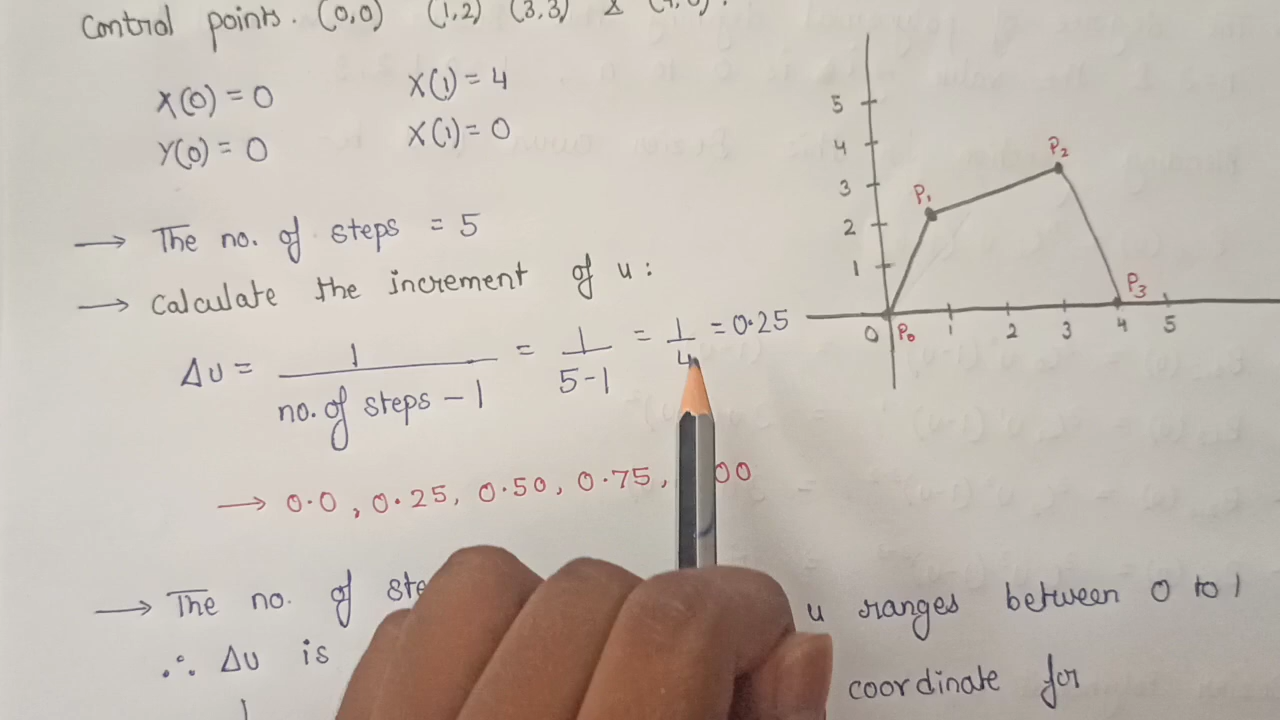 Control points. (0,0) (1,2) (3,3) &
X(0) = 0 X(1) = 4
Y(0) = 0 X(1) = 0
→ The no. of steps = 5
→ Calculate the increment of u:
Δu = 1 / no. of steps - 1 = 1 / 5-1 = 1 / 4 = 0.25
→ 0.0, 0.25, 0.50, 0.75, 00
→ The no. of ste u ranges between 0 to 1
∴ Δu is coordinate for
1
5
4
3
2
1
0 1 2 3 4 5
P₀
P₁
P₂
P₃